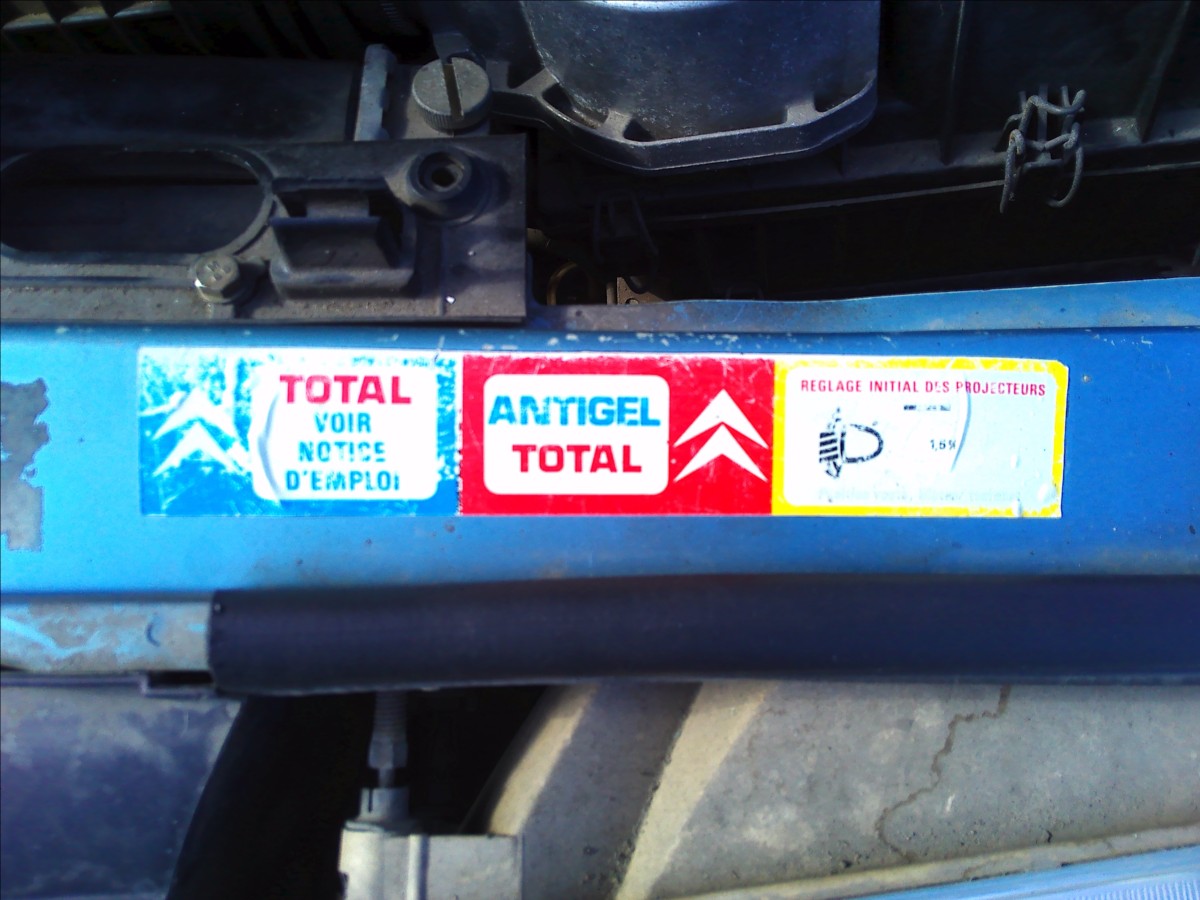 TOTAL
VOIR
NOTICE
D'EMPLOI
ANTIGEL
TOTAL
REGLAGE INITIAL DES PROJECTEURS
1,5%